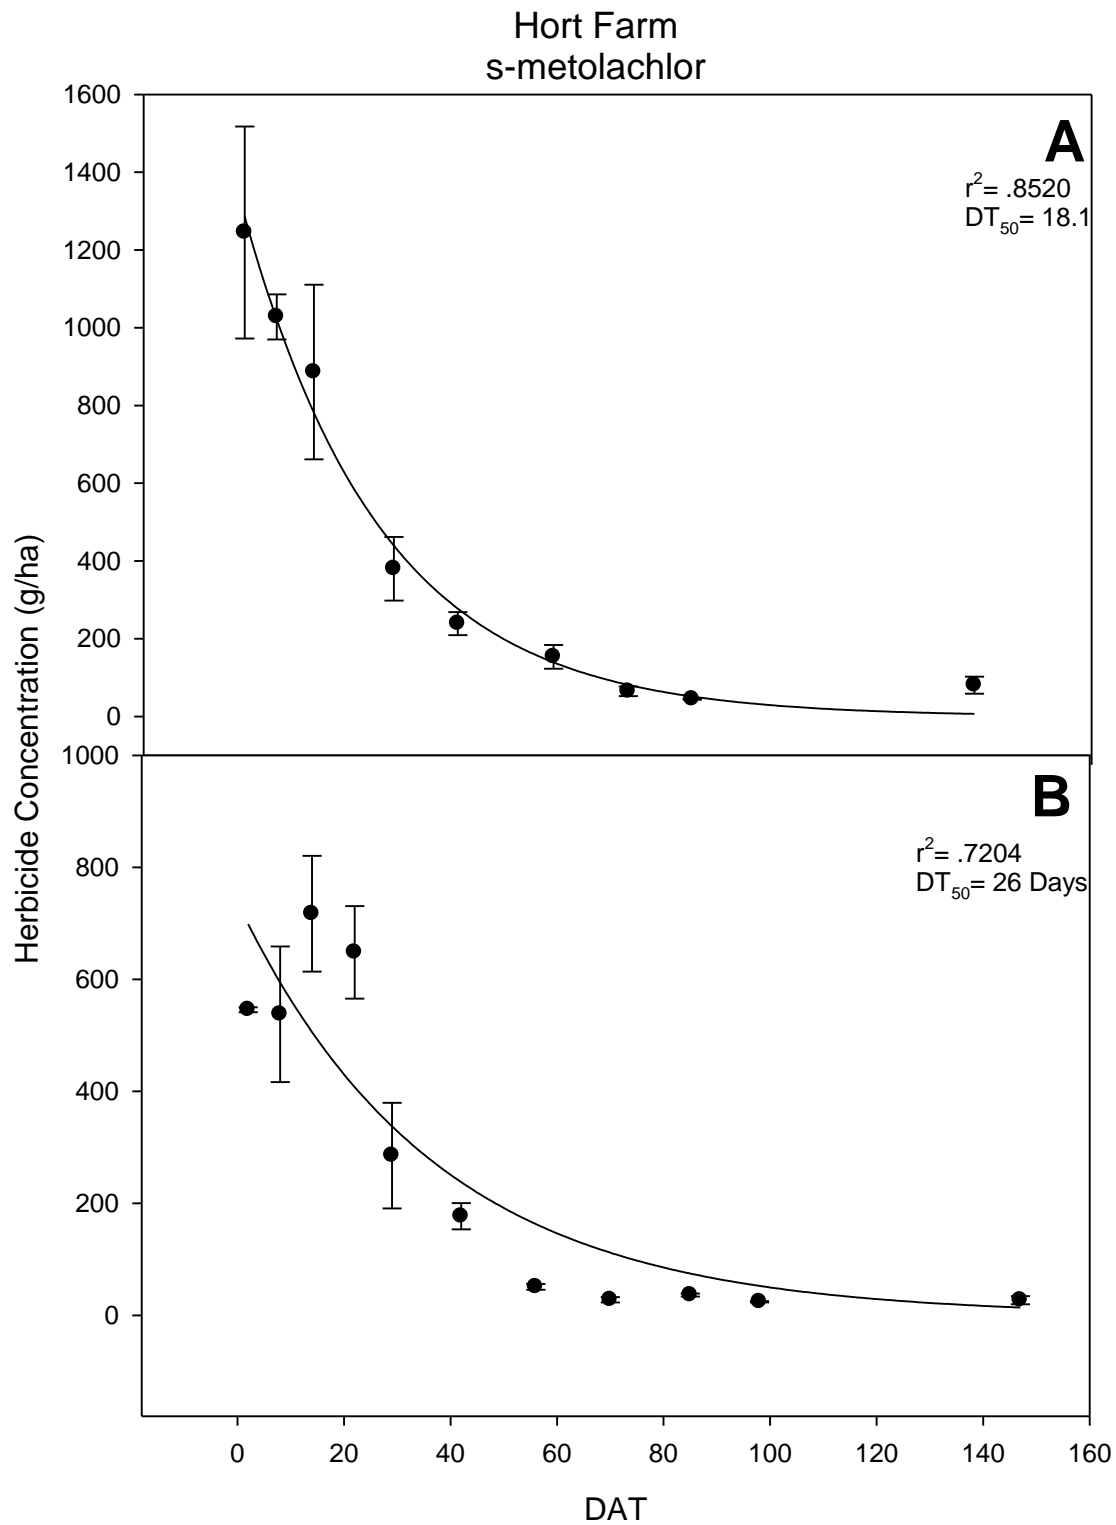 Hort Farm
s-metolachlor
1600
A
1400
r²= .8520
DT₅₀= 18.1
1200
1000
800
600
400
200
0
Herbicide Concentration (g/ha)
1000
B
800
r²= .7204
DT₅₀= 26 Days
600
400
200
0
0 20 40 60 80 100 120 140 160
DAT